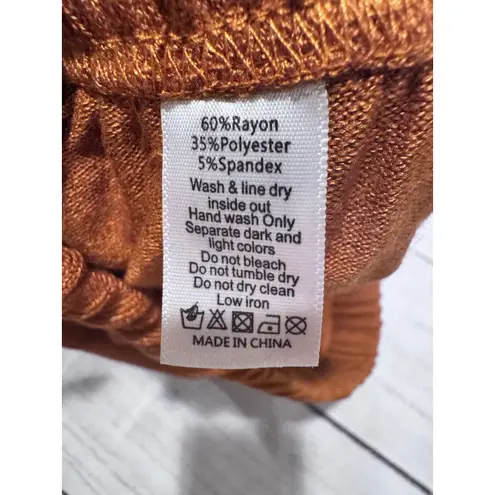 60%Rayon
35%Polyester
5%Spandex
Wash & line dry
inside out
Hand wash Only
Separate dark and
light colors
Do not bleach
Do not tumble dry
Do not dry clean
Low iron
MADE IN CHINA